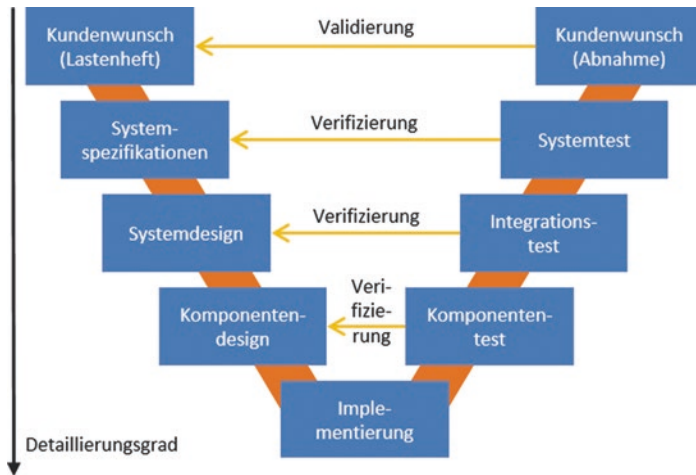 Kundenwunsch
(Lastenheft)
Validierung
Kundenwunsch
(Abnahme)
System-
spezifikationen
Verifizierung
Systemtest
Systemdesign
Verifizierung
Integrations-
test
Komponenten-
design
Veri-
fizie-
rung
Komponenten-
test
Imple-
mentierung
Detaillierungsgrad